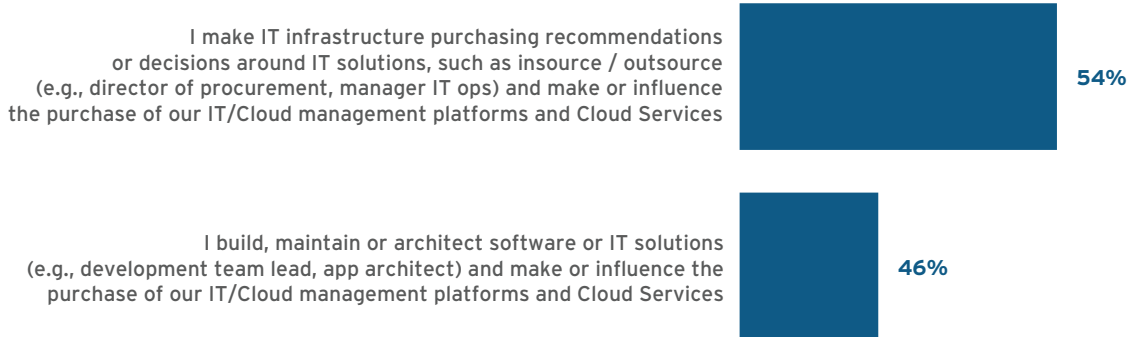 I make IT infrastructure purchasing recommendations
or decisions around IT solutions, such as insource / outsource
(e.g., director of procurement, manager IT ops) and make or influence
the purchase of our IT/Cloud management platforms and Cloud Services
54%
I build, maintain or architect software or IT solutions
(e.g., development team lead, app architect) and make or influence the
purchase of our IT/Cloud management platforms and Cloud Services
46%